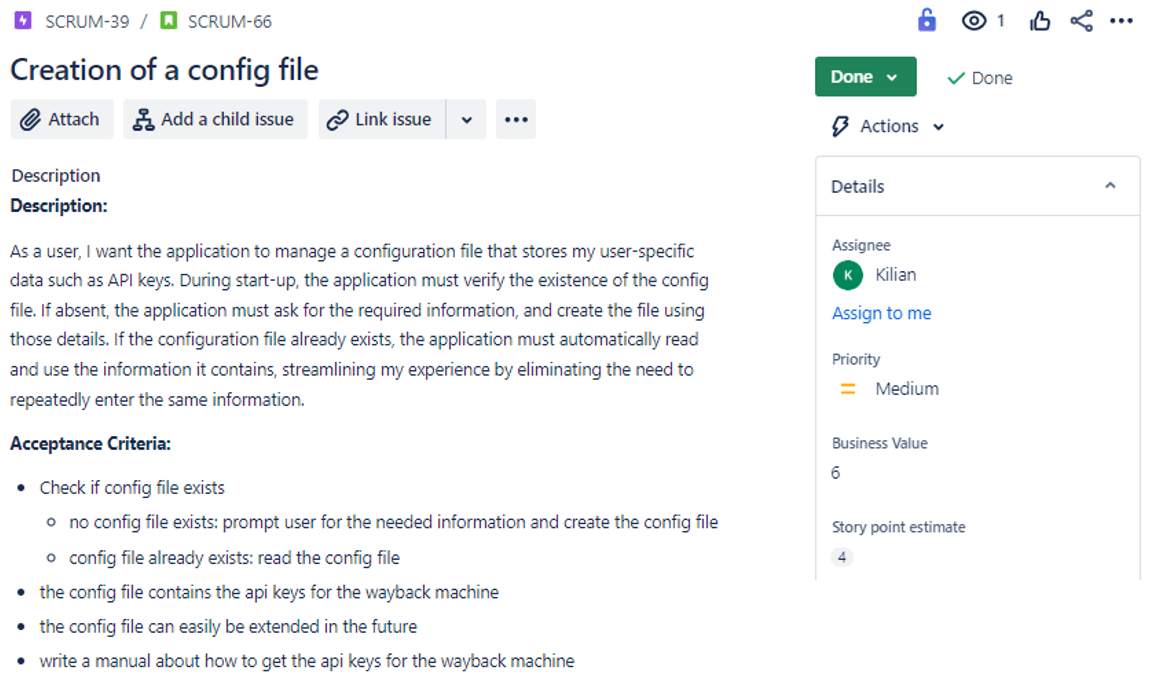 SCRUM-39 / SCRUM-66
1
Creation of a config file
Done
Done
Attach
Add a child issue
Link issue
Actions
Description
Description:
As a user, I want the application to manage a configuration file that stores my user-specific
data such as API keys. During start-up, the application must verify the existence of the config
file. If absent, the application must ask for the required information, and create the file using
those details. If the configuration file already exists, the application must automatically read
and use the information it contains, streamlining my experience by eliminating the need to
repeatedly enter the same information.
Acceptance Criteria:
• Check if config file exists
◦ no config file exists: prompt user for the needed information and create the config file
◦ config file already exists: read the config file
• the config file contains the api keys for the wayback machine
• the config file can easily be extended in the future
• write a manual about how to get the api keys for the wayback machine
Details
Assignee
K Kilian
Assign to me
Priority
Medium
Business Value
6
Story point estimate
4